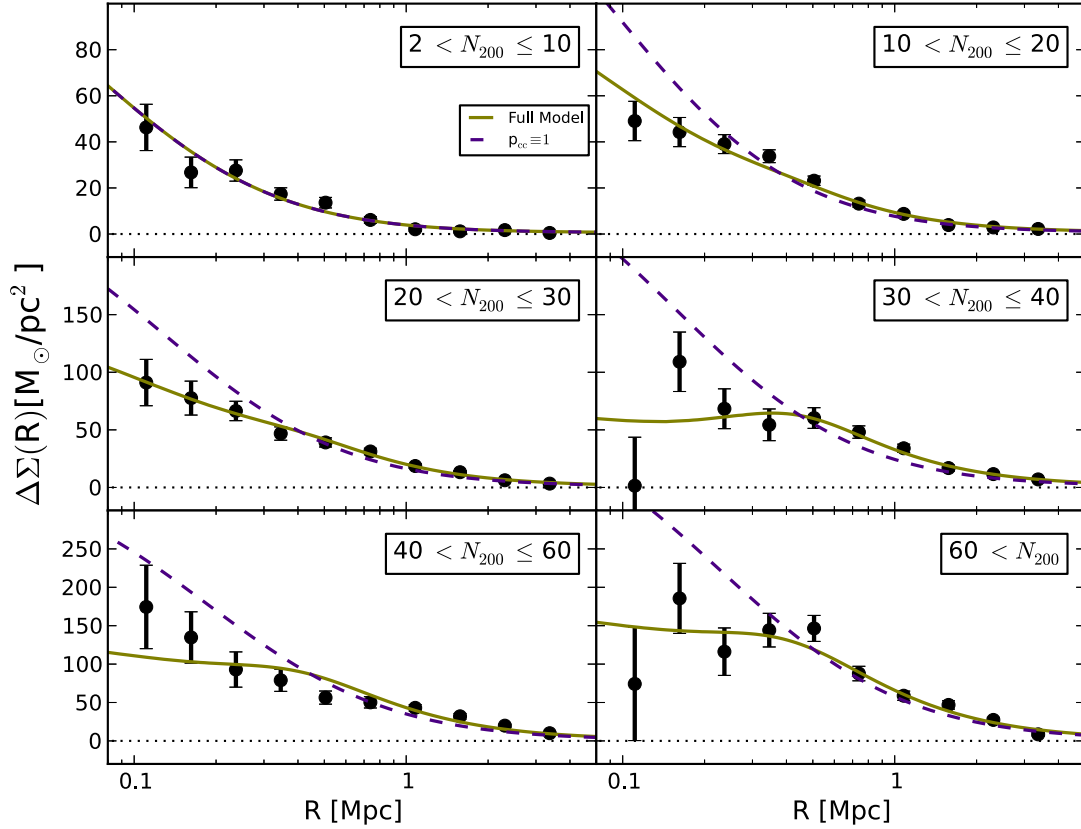 2 < N200 ≤ 10
10 < N200 ≤ 20
80
60
40
20
0
Full Model
pcc≡1
20 < N200 ≤ 30
30 < N200 ≤ 40
150
100
50
0
ΔΣ(R)[M⊙/pc²]
40 < N200 ≤ 60
60 < N200
250
200
150
100
50
0
0.1 1
0.1 1
R [Mpc]
R [Mpc]